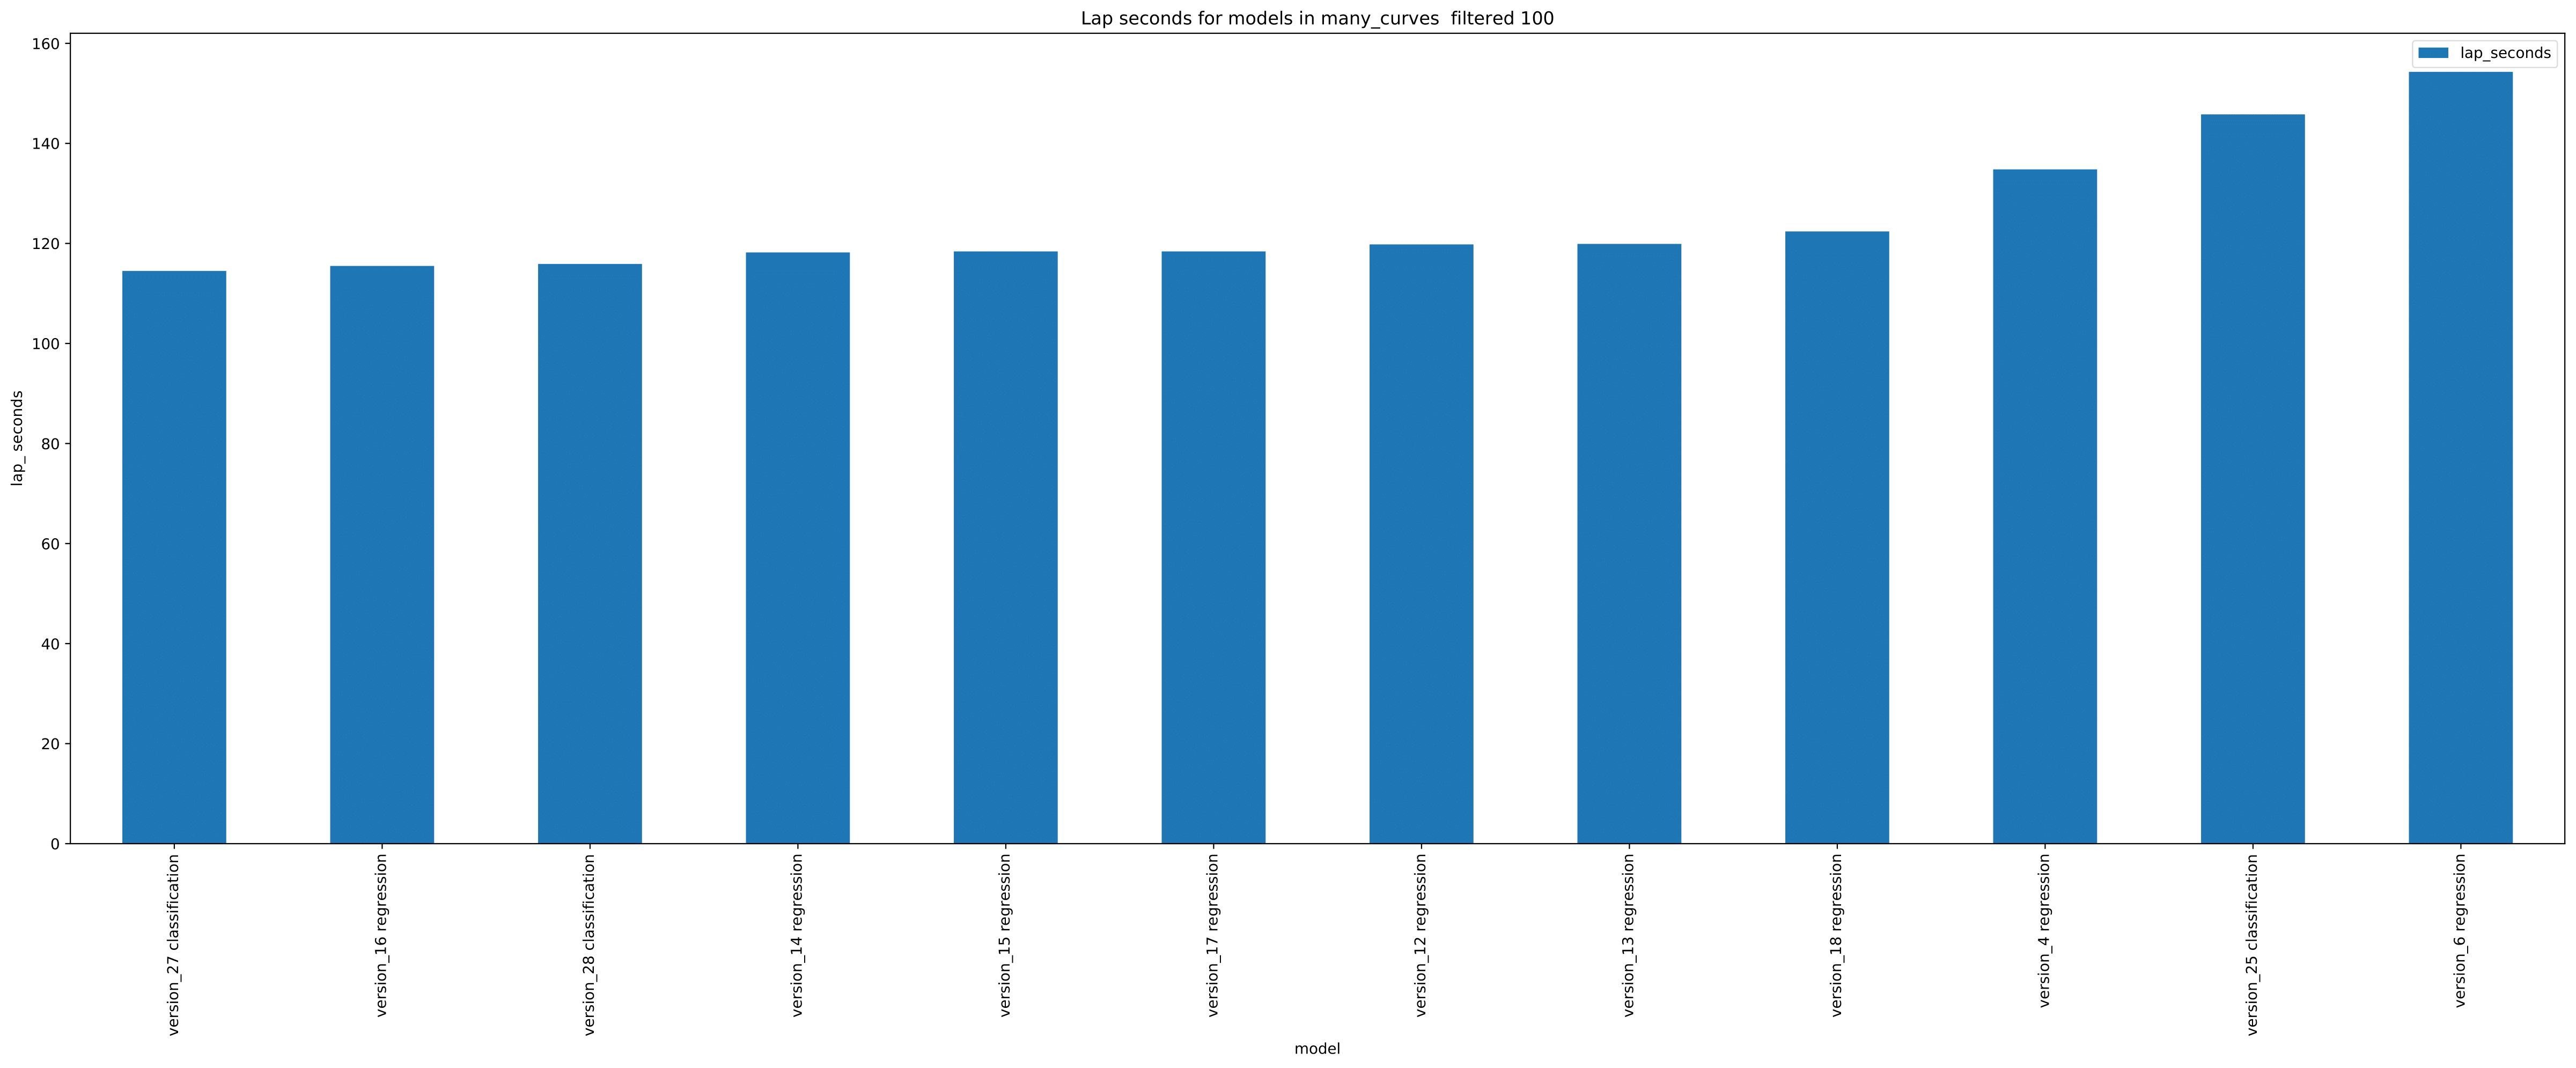 Lap seconds for models in many_curves  filtered 100
lap_seconds
160
140
120
100
80
60
40
20
0
lap_ seconds
version_27 classification
version_16 regression
version_28 classification
version_14 regression
version_15 regression
version_17 regression
version_12 regression
version_13 regression
version_18 regression
version_4 regression
version_25 classification
version_6 regression
model